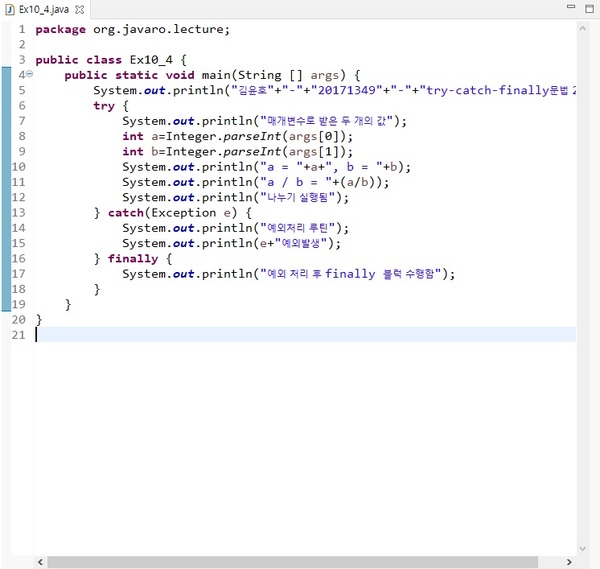 Ex10_4.java
1 package org.javaro.lecture;
2
3 public class Ex10_4 {
4 public static void main(String [] args) {
5 System.out.println("김윤호"+"-"+"20171349"+"-"+"try-catch-finally문법 2
6 try {
7 System.out.println("매개변수로 받은 두 개의 값");
8 int a=Integer.parseInt(args[0]);
9 int b=Integer.parseInt(args[1]);
10 System.out.println("a = "+a+", b = "+b);
11 System.out.println("a / b = "+(a/b));
12 System.out.println("나누기 실행됨");
13 } catch(Exception e) {
14 System.out.println("예외처리 루틴");
15 System.out.println(e+"예외발생");
16 } finally {
17 System.out.println("예외 처리 후 finally 블럭 수행함");
18 }
19 }
20 }
21